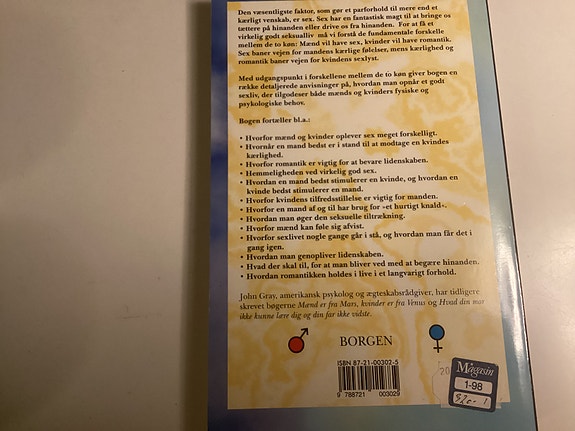 Den væsentligste faktor, som gør et parforhold til mere end et
kærligt venskab, er sex. Sex har en fantastisk magt til at bringe os
tættere på hinanden eller drive os fra hinanden. For at få et
virkelig godt seksualliv må vi forstå de fundamentale forskelle
mellem de to køn: Mænd vil have sex, kvinder vil have romantik.
Sex baner vejen for mandens kærlige følelser, mens kærlighed og
romantik baner vejen for kvindens sexlyst.
Med udgangspunkt i forskellene mellem de to køn giver bogen en
række detaljerede anvisninger på, hvordan man opnår et godt
sexliv, der tilgodeser både mænds og kvinders fysiske og
psykologiske behov.
Bogen fortæller bl.a.:
• Hvorfor mænd og kvinder oplever sex meget forskelligt.
• Hvornår en mand bedst er i stand til at modtage en kvindes
kærlighed.
• Hvorfor romantik er vigtig for at bevare lidenskaben.
• Hemmeligheden ved virkelig god sex.
• Hvordan en mand bedst stimulerer en kvinde, og hvordan en
kvinde bedst stimulerer en mand.
• Hvorfor kvindens tilfredsstillelse er vigtig for manden.
• Hvorfor en mand af og til har brug for »et hurtigt knald«.
• Hvordan man øger den seksuelle tiltrækning.
• Hvorfor mænd kan føle sig afvist.
• Hvorfor sexlivet nogle gange går i stå, og hvordan man får det i
gang igen.
• Hvordan man genopliver lidenskaben.
• Hvad der skal til, for at man bliver ved med at begære hinanden.
• Hvordan romantikken holdes i live i et langvarigt forhold.
John Gray, amerikansk psykolog og ægteskabsrådgiver, har tidligere
skrevet bøgerne Mænd er fra Mars, kvinder er fra Venus og Hvad din mor
ikke kunne lære dig og din far ikke vidste.
BORGEN
ISBN 87-21-00302-5
9 788721 003029
20
Magasin
1-98